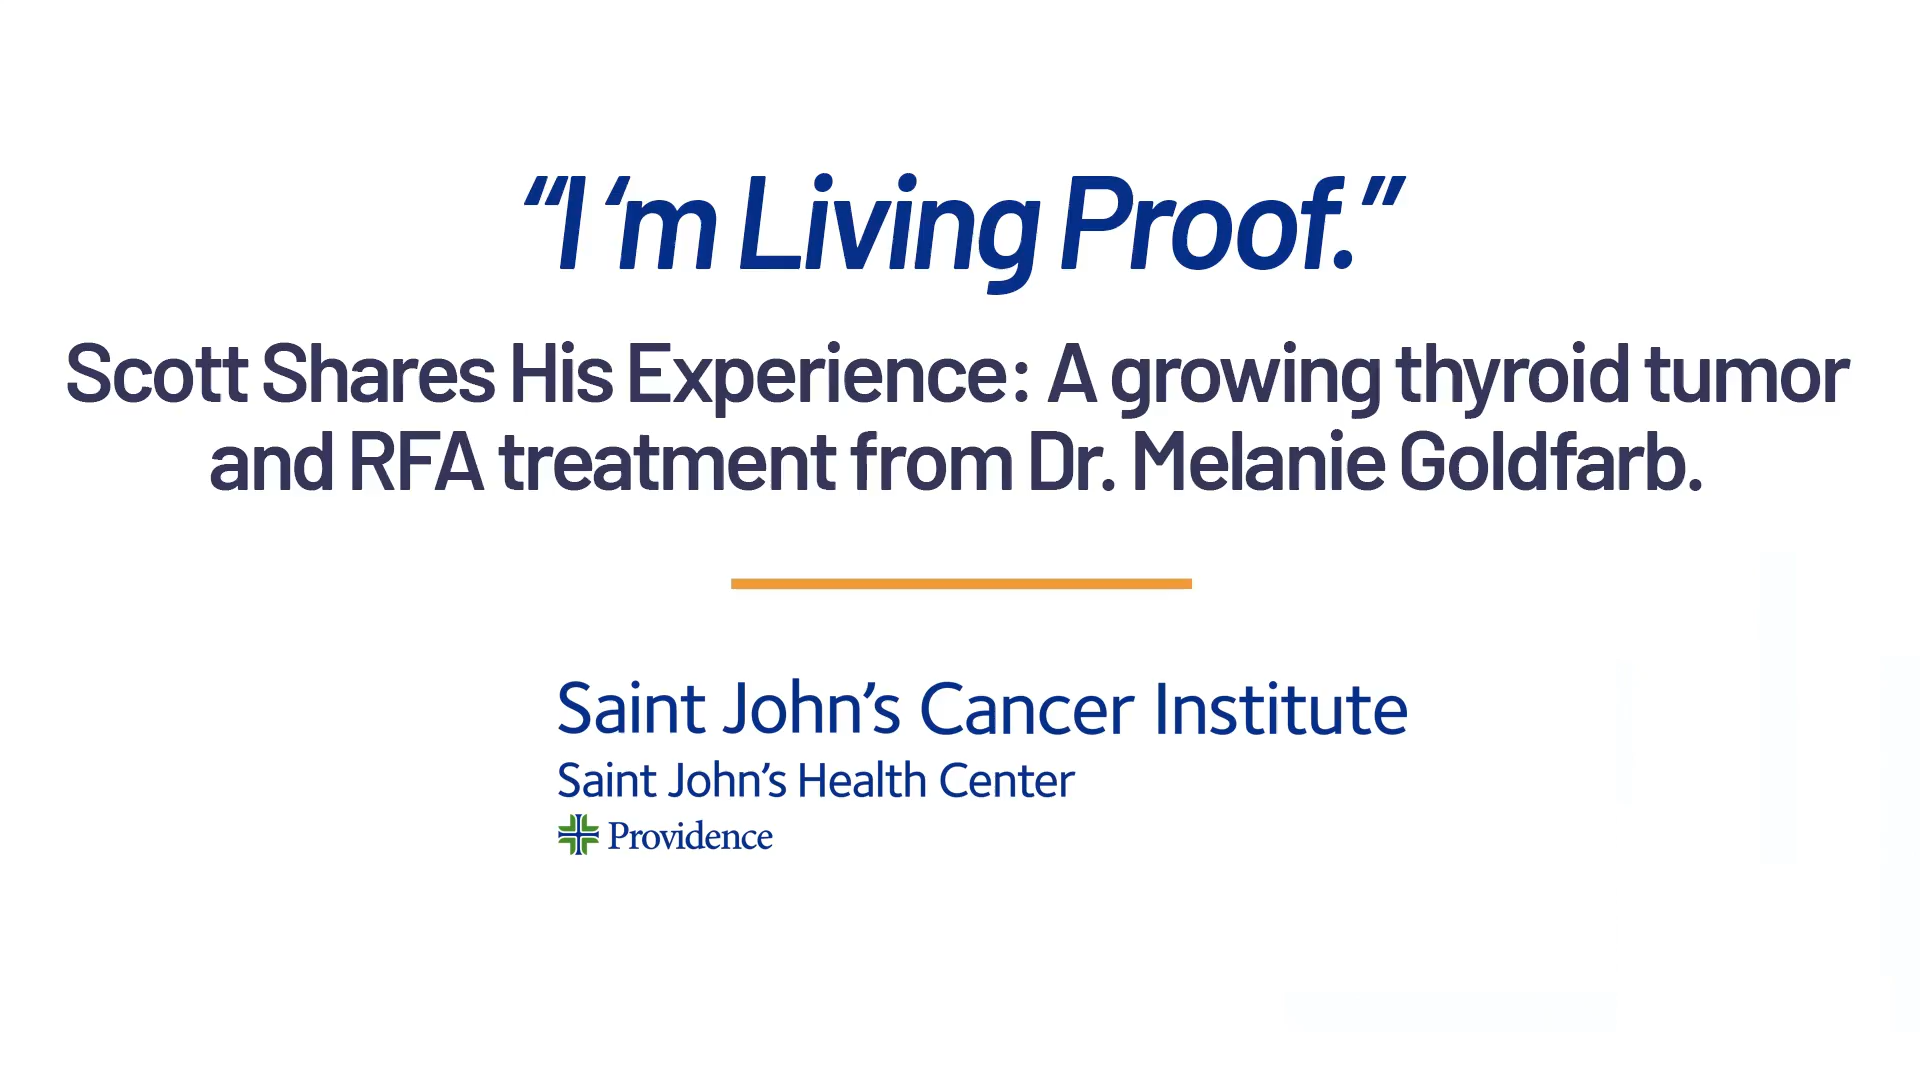 “I ‘m Living Proof.”
Scott Shares His Experience: A growing thyroid tumor
and RFA treatment from Dr. Melanie Goldfarb.
Saint John’s Cancer Institute
Saint John’s Health Center
Providence